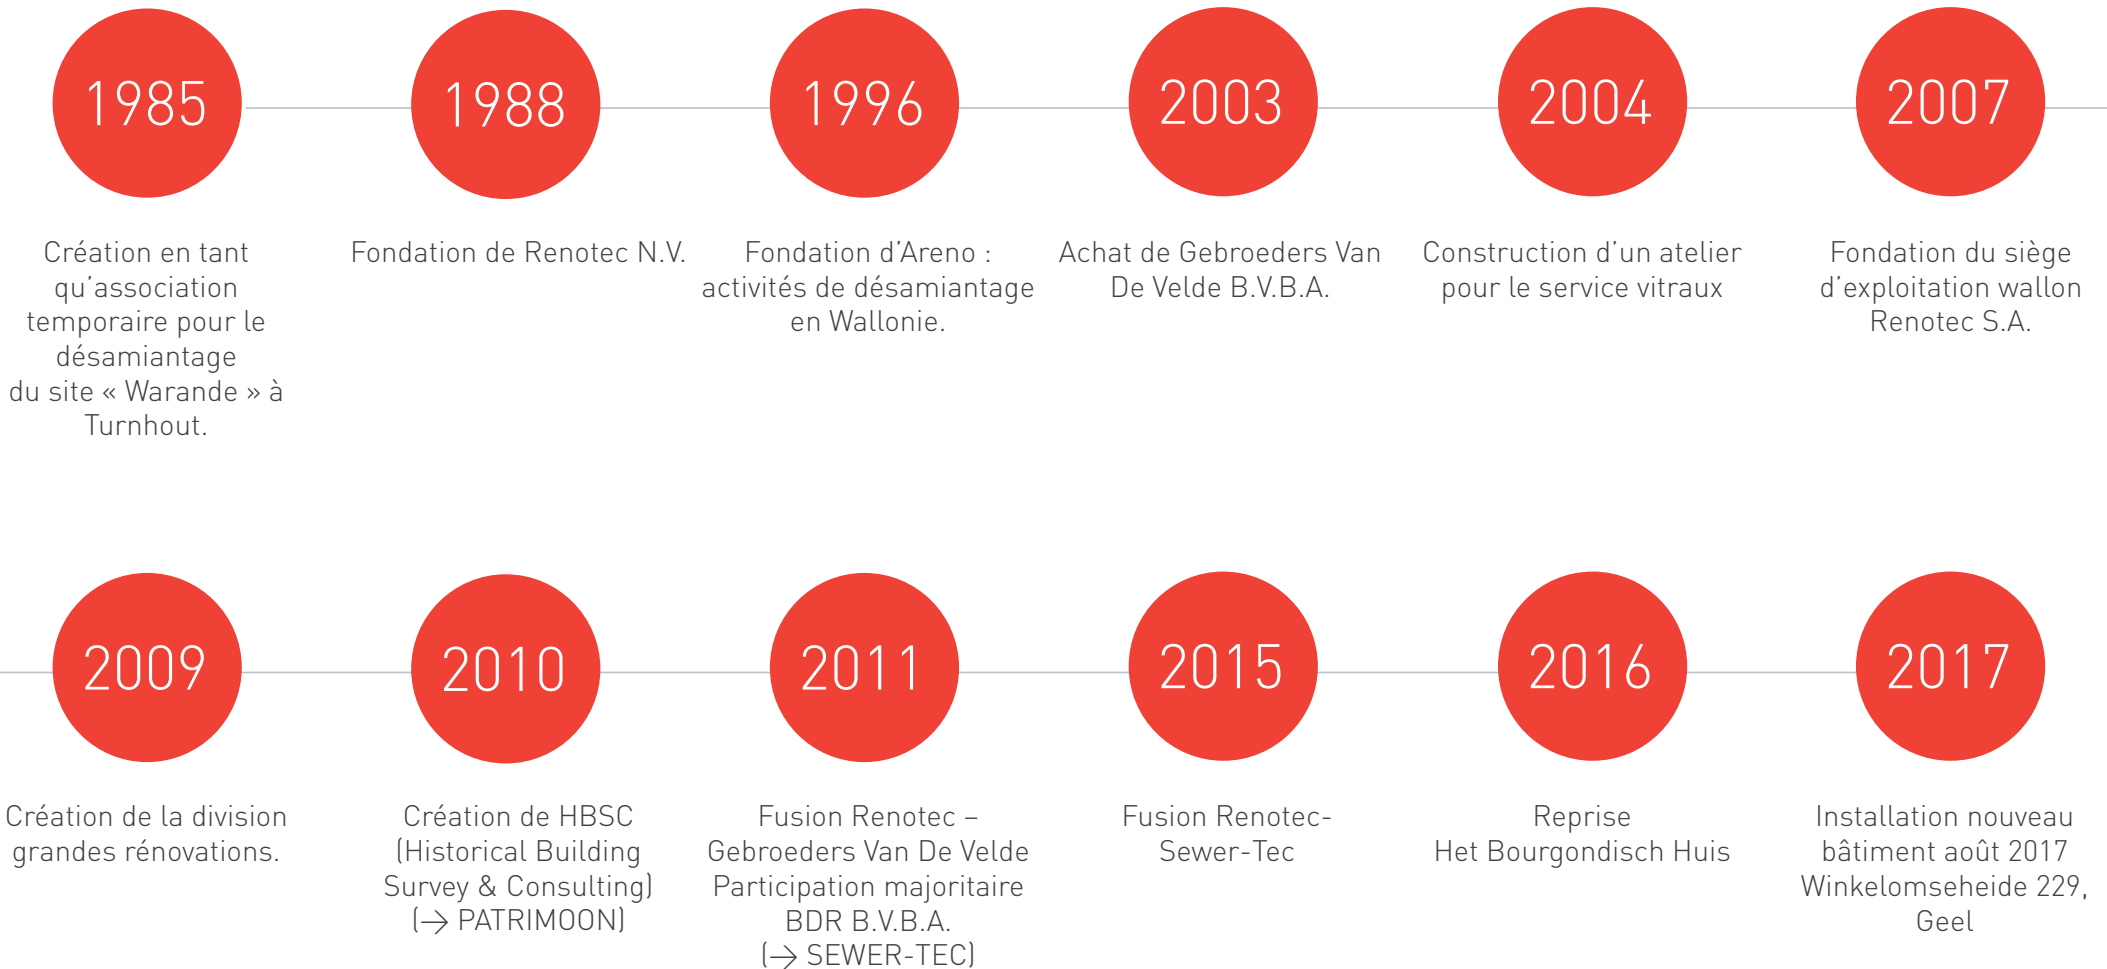 1985
Création en tant
qu’association
temporaire pour le
désamiantage
du site « Warande » à
Turnhout.
1988
Fondation de Renotec N.V.
1996
Fondation d’Areno :
activités de désamiantage
en Wallonie.
2003
Achat de Gebroeders Van
De Velde B.V.B.A.
2004
Construction d’un atelier
pour le service vitraux
2007
Fondation du siège
d’exploitation wallon
Renotec S.A.
2009
Création de la division
grandes rénovations.
2010
Création de HBSC
(Historical Building
Survey & Consulting)
(→ PATRIMOON)
2011
Fusion Renotec –
Gebroeders Van De Velde
Participation majoritaire
BDR B.V.B.A.
(→ SEWER-TEC)
2015
Fusion Renotec-
Sewer-Tec
2016
Reprise
Het Bourgondisch Huis
2017
Installation nouveau
bâtiment août 2017
Winkelomseheide 229,
Geel